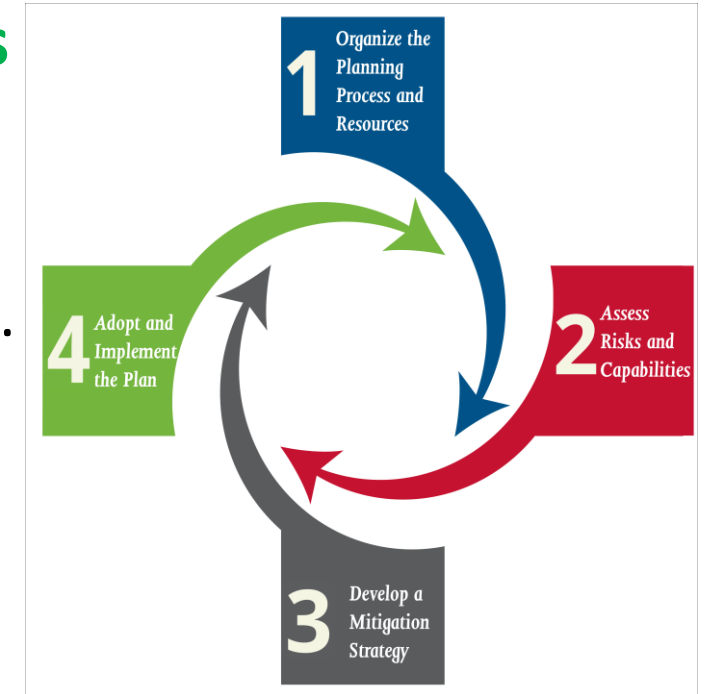 s
1
Organize the
Planning
Process and
Resources
2
Assess
Risks and
Capabilities
3
Develop a
Mitigation
Strategy
4
Adopt and
Implement
the Plan
.